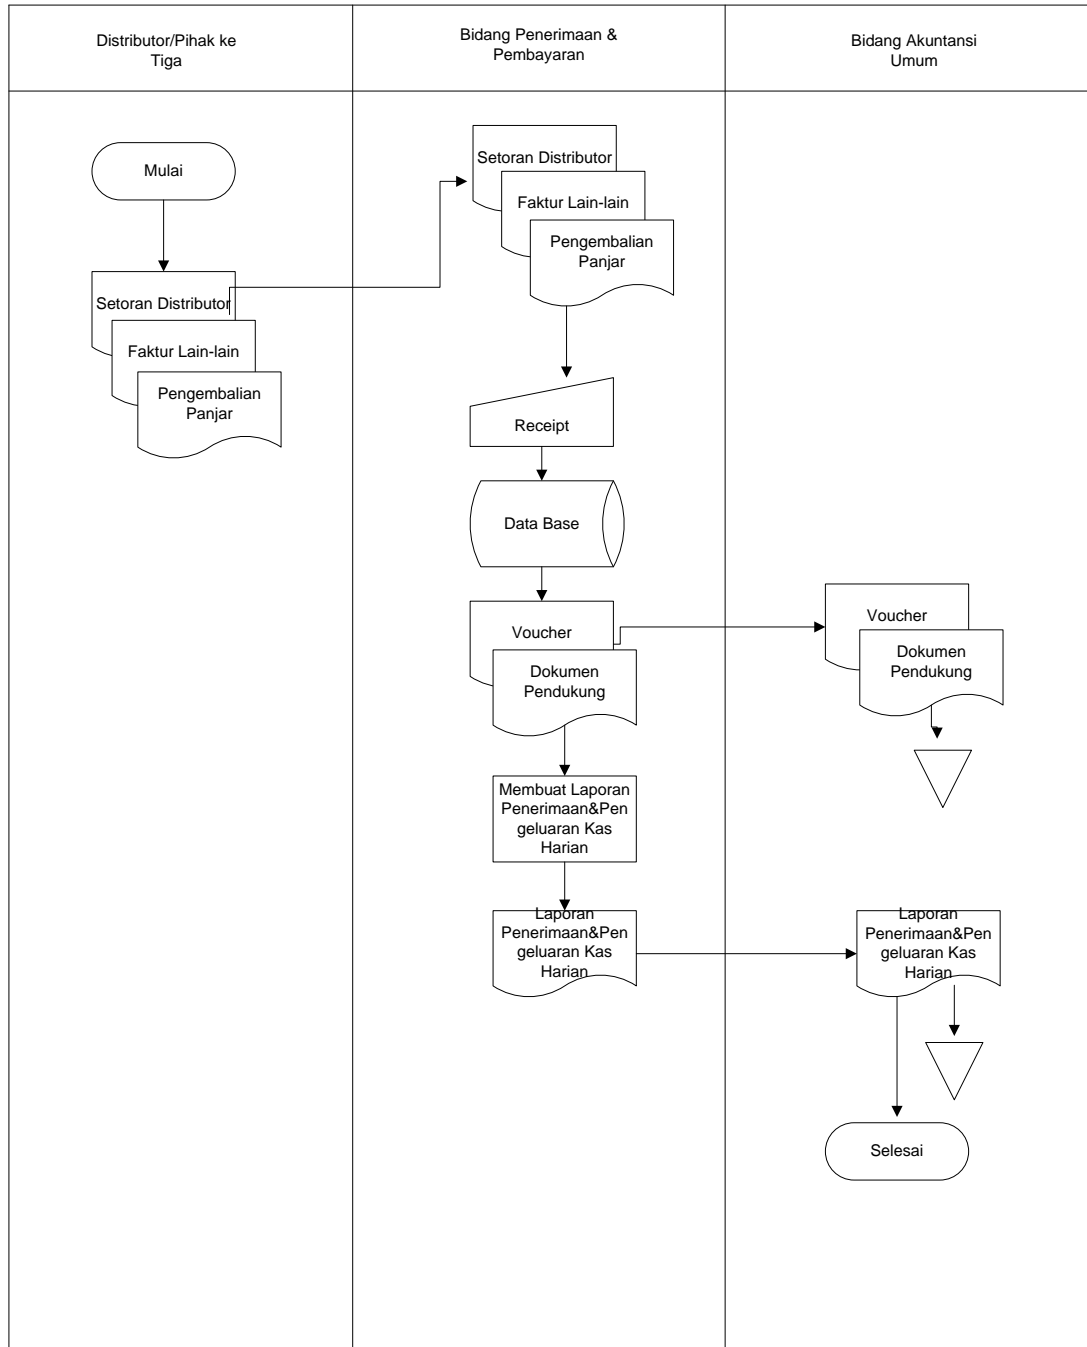 Distributor/Pihak ke
Tiga
Bidang Penerimaan &
Pembayaran
Bidang Akuntansi
Umum
Mulai
Setoran Distributor
Faktur Lain-lain
Pengembalian
Panjar
Setoran Distributor
Faktur Lain-lain
Pengembalian
Panjar
Receipt
Data Base
Voucher
Dokumen
Pendukung
Voucher
Dokumen
Pendukung
Membuat Laporan
Penerimaan&Pen
geluaran Kas
Harian
Laporan
Penerimaan&Pen
geluaran Kas
Harian
Laporan
Penerimaan&Pen
geluaran Kas
Harian
Selesai